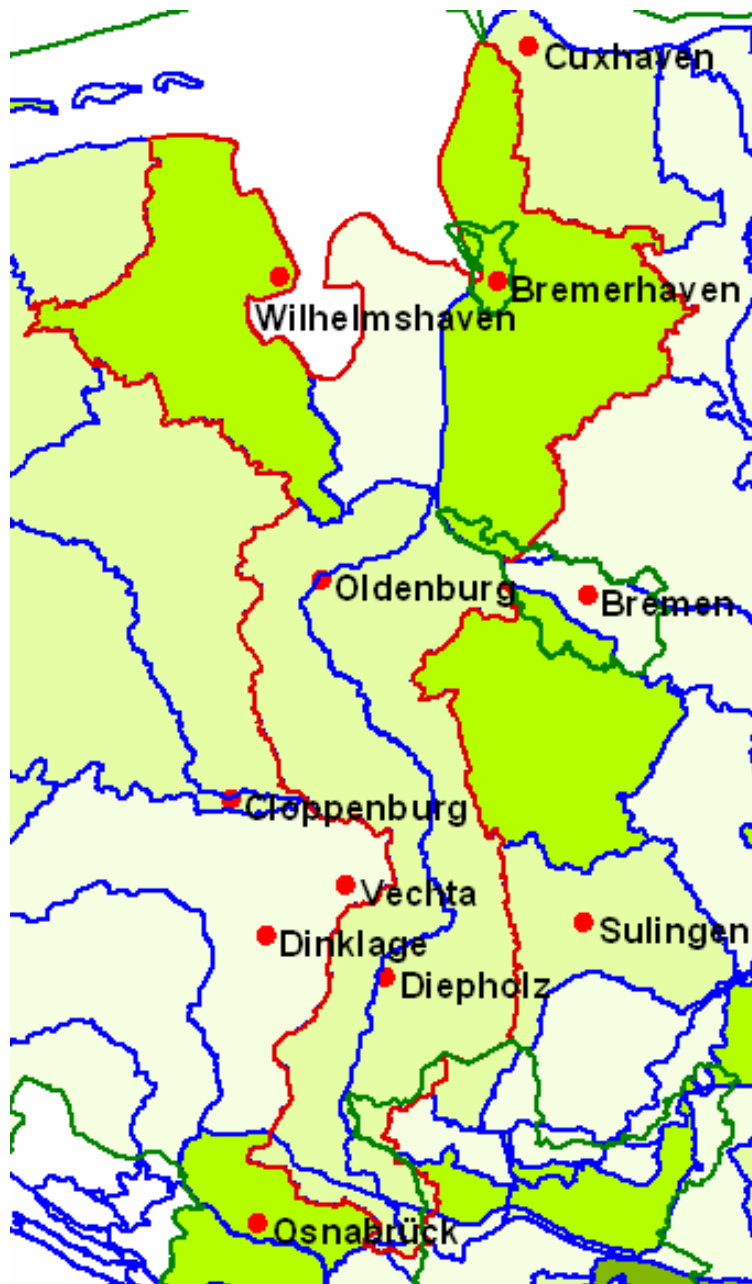 Cuxhaven
Bremerhaven
Wilhelmshaven
Oldenburg
Bremen
Cloppenburg
Vechta
Sulingen
Dinklage
Diepholz
Osnabrück